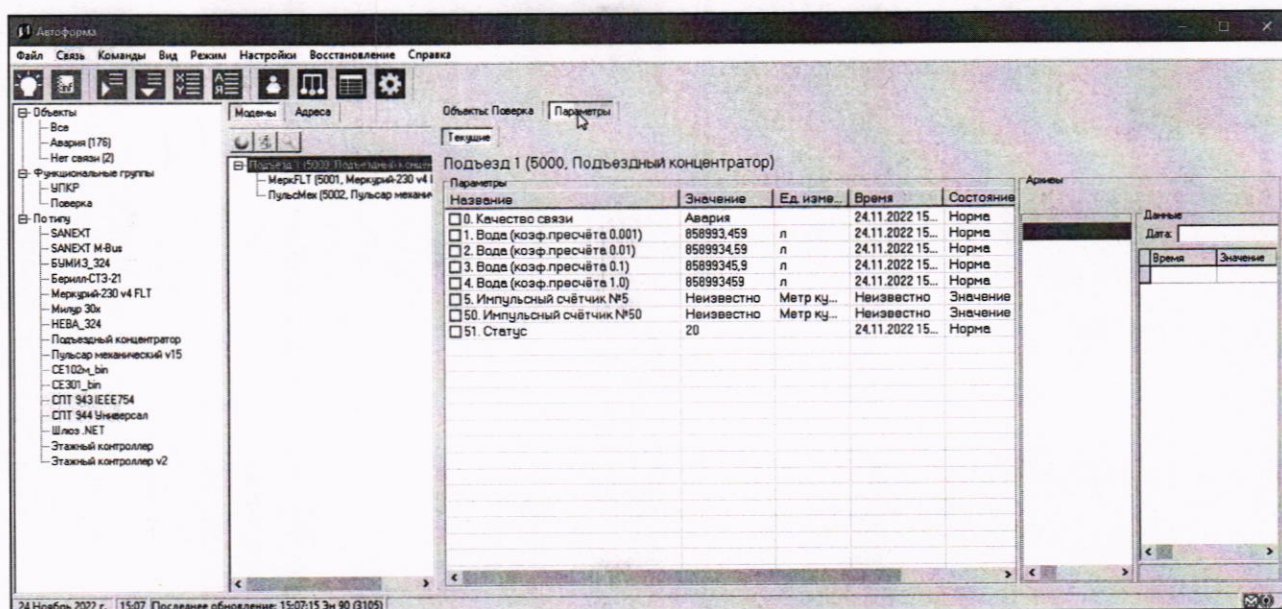 Автоформа
Файл Связь Команды Вид Режим Настройки Восстановление Справка
Объекты
Все
Авария (176)
Нет связи (2)
Функциональные группы
УПКР
Поверка
По типу
SANEXT
SANEXT M-Bus
БУМИЗ_324
Берилл-СТЭ-21
Меркурий-230 v4 FLT
Милур 30х
НЕВА_324
Подъездный концентратор
Пульсар механический v15
CE102м_bin
CE301_bin
СПТ 943 IEEE754
СПТ 944 Универсал
Шлюз .NET
Этажный контроллер
Этажный контроллер v2
Модемы Адреса
Подъезд 1 (5000, Подъездный концен
МеркFLT (5001, Меркурий-230 v4 l
ПульсМех (5002, Пульсар механич
Объекты: Поверка Параметры
Текущие
Подъезд 1 (5000, Подъездный концентратор)
Параметры
Название Значение Ед. изме... Время Состояние
0. Качество связи Авария 24.11.2022 15... Норма
1. Вода (коэф.пресчёта 0.001) 858993,459 л 24.11.2022 15... Норма
2. Вода (коэф.пресчёта 0.01) 8589934,59 л 24.11.2022 15... Норма
3. Вода (коэф.пресчёта 0.1) 85899345,9 л 24.11.2022 15... Норма
4. Вода (коэф.пресчёта 1.0) 858993459 л 24.11.2022 15... Норма
5. Импульсный счётчик №5 Неизвестно Метр ку... Неизвестно Значение
50. Импульсный счётчик №50 Неизвестно Метр ку... Неизвестно Значение
51. Статус 20 24.11.2022 15... Норма
Архивы
Данные
Дата:
Время Значение
24 Ноябрь 2022 г. 15:07 Последнее обновление: 15:07:15 Зн 90 (3105)